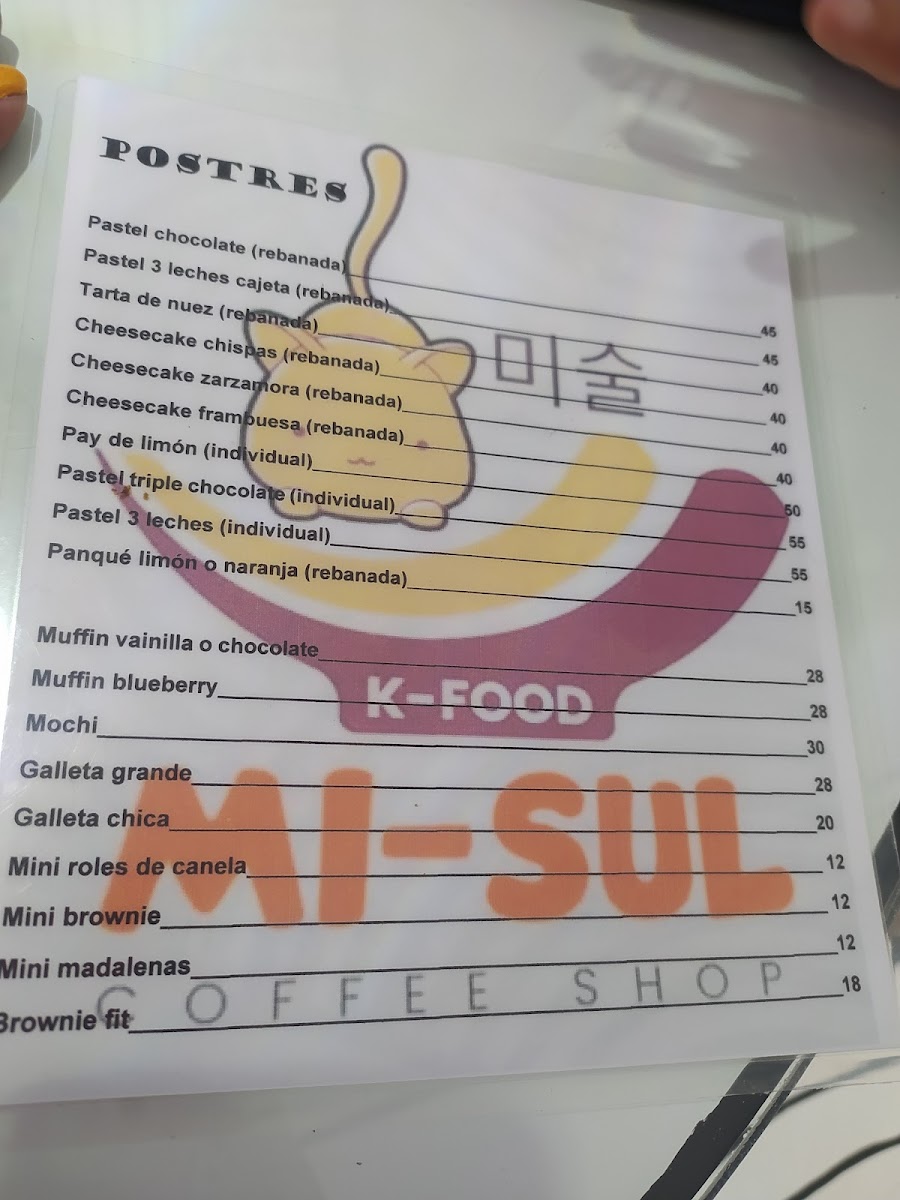 POSTRES
Pastel chocolate (rebanada) 45
Pastel 3 leches cajeta (rebanada) 45
Tarta de nuez (rebanada) 40
Cheesecake chispas (rebanada) 40
Cheesecake zarzamora (rebanada) 40
Cheesecake frambuesa (rebanada) 40
Pay de limón (individual) 50
Pastel triple chocolate (individual) 55
Pastel 3 leches (individual) 55
Panqué limón o naranja (rebanada) 15
Muffin vainilla o chocolate 28
Muffin blueberry 28
Mochi 30
Galleta grande 28
Galleta chica 20
Mini roles de canela 12
Mini brownie 12
Mini madalenas 12
Brownie fit 18
미술
K-FOOD
MI-SUL
COFFEE SHOP